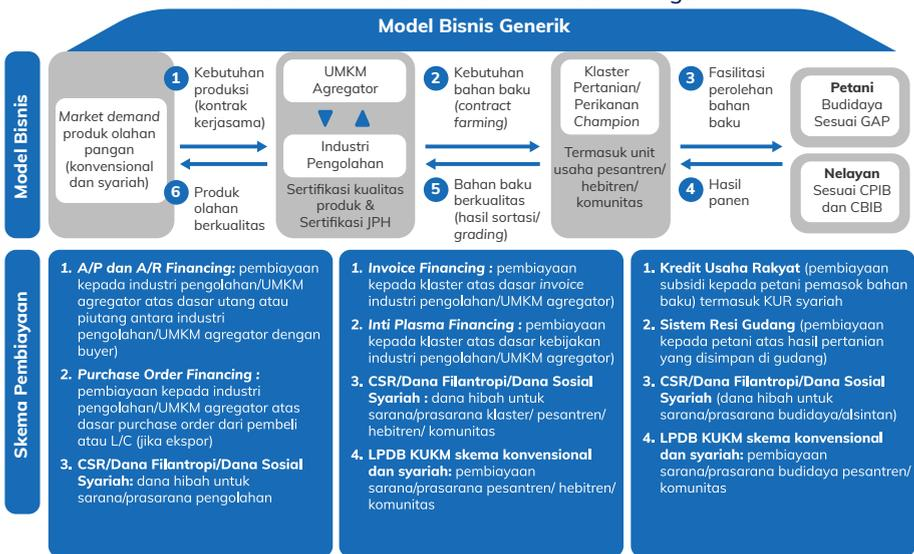 Model Bisnis Generik
Model Bisnis
Market demand
produk olahan
pangan
(konvensional
dan syariah)
1 Kebutuhan
produksi
(kontrak
kerjasama)
6 Produk
olahan
berkualitas
UMKM
Agregator
Industri
Pengolahan
Sertifikasi kualitas
produk &
Sertifikasi JPH
2 Kebutuhan
bahan baku
(contract
farming)
5 Bahan baku
berkualitas
(hasil sortasi/
grading)
Klaster
Pertanian/
Perikanan
Champion
Termasuk unit
usaha pesantren/
hebitren/
komunitas
3 Fasilitasi
perolehan
bahan
baku
4 Hasil
panen
Petani
Budidaya
Sesuai GAP
Nelayan
Sesuai CPIB
dan CBIB
Skema Pembiayaan
1. A/P dan A/R Financing: pembiayaan
kepada industri pengolahan/UMKM
agregator atas dasar utang atau
piutang antara industri
pengolahan/UMKM agregator dengan
buyer)
2. Purchase Order Financing :
pembiayaan kepada industri
pengolahan/UMKM agregator atas
dasar purchase order dari pembeli
atau L/C (jika ekspor)
3. CSR/Dana Filantropi/Dana Sosial
Syariah: dana hibah untuk
sarana/prasarana pengolahan
1. Invoice Financing : pembiayaan
kepada klaster atas dasar invoice
industri pengolahan/UMKM agregator)
2. Inti Plasma Financing : pembiayaan
kepada klaster atas dasar kebijakan
industri pengolahan/UMKM agregator)
3. CSR/Dana Filantropi/Dana Sosial
Syariah : dana hibah untuk
sarana/prasarana klaster/ pesantren/
hebitren/ komunitas
4. LPDB KUKM skema konvensional
dan syariah: pembiayaan
sarana/prasarana pesantren/ hebitren/
komunitas
1. Kredit Usaha Rakyat (pembiayaan
subsidi kepada petani pemasok bahan
baku) termasuk KUR syariah
2. Sistem Resi Gudang (pembiayaan
kepada petani atas hasil pertanian
yang disimpan di gudang)
3. CSR/Dana Filantropi/Dana Sosial
Syariah (dana hibah untuk
sarana/prasarana budidaya/alsintan)
4. LPDB KUKM skema konvensional
dan syariah: pembiayaan
sarana/prasarana budidaya pesantren/
komunitas